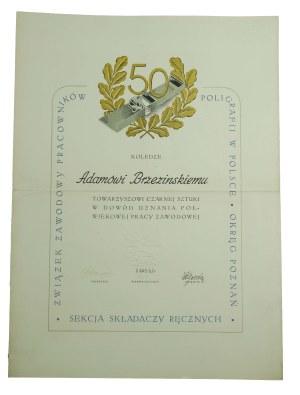 50
ZWIĄZEK ZAWODOWY PRACOWNIKÓW POLIGRAFII W POLSCE • OKRĘG POZNAŃ
KOLEDZE
Adamowi Brzezinskiemu
TOWARZYSZOWI CZARNEJ SZTUKI
W DOWÓD UZNANIA PÓŁ-
WIEKOWEJ PRACY ZAWODOWEJ
• SEKCJA SKŁADACZY RĘCZNYCH •